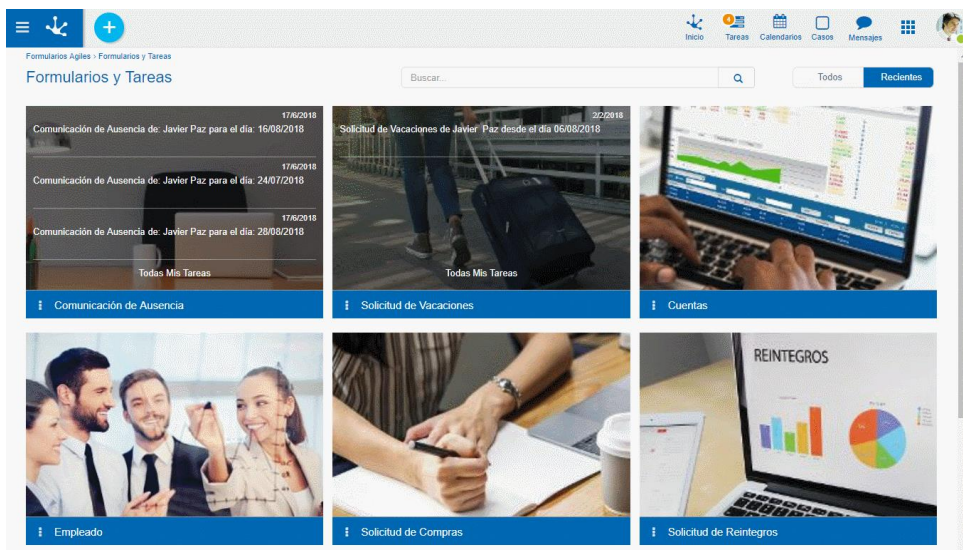 Inicio
4
Tareas
Calendarios
Casos
Mensajes
Formularios Agiles › Formularios y Tareas
Formularios y Tareas
Buscar...
Todos
Recientes
17/6/2018
Comunicación de Ausencia de: Javier Paz para el día: 16/08/2018
17/6/2018
Comunicación de Ausencia de: Javier Paz para el día: 24/07/2018
17/6/2018
Comunicación de Ausencia de: Javier Paz para el día: 28/08/2018
Todas Mis Tareas
Comunicación de Ausencia
2/2/2018
Solicitud de Vacaciones de Javier Paz desde el día 06/08/2018
Todas Mis Tareas
Solicitud de Vacaciones
Cuentas
Empleado
Solicitud de Compras
REINTEGROS
Solicitud de Reintegros